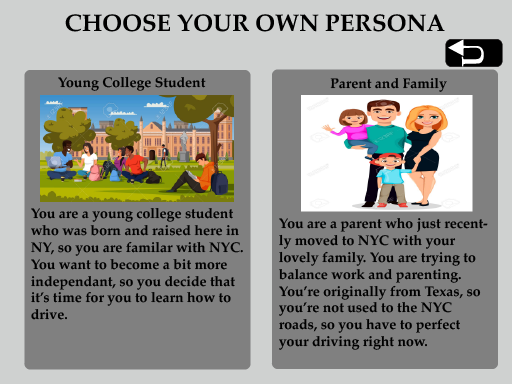 CHOOSE YOUR OWN PERSONA
Young College Student
You are a young college student
who was born and raised here in
NY, so you are familar with NYC.
You want to become a bit more
independant, so you decide that
it's time for you to learn how to
drive.
Parent and Family
You are a parent who just recent-
ly moved to NYC with your
lovely family. You are trying to
balance work and parenting.
You're originally from Texas, so
you're not used to the NYC
roads, so you have to perfect
your driving right now.